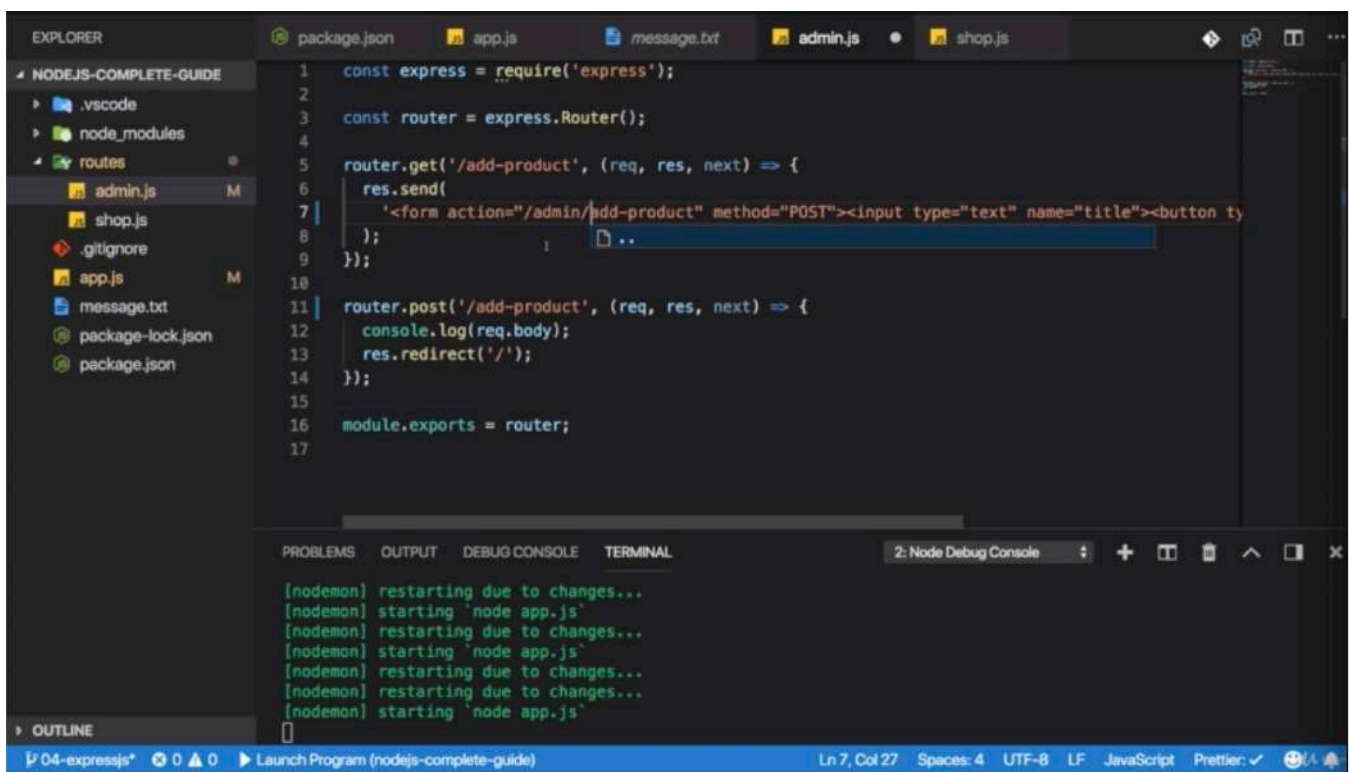 EXPLORER
package.json app.js message.txt admin.js shop.js
NODEJS-COMPLETE-GUIDE
.vscode
node_modules
routes
admin.js M
shop.js
.gitignore
app.js M
message.txt
package-lock.json
package.json
OUTLINE
1 const express = require('express');
2
3 const router = express.Router();
4
5 router.get('/add-product', (req, res, next) => {
6 res.send(
7 '<form action="/admin/add-product" method="POST"><input type="text" name="title"><button ty
..
8 );
9 });
10
11 router.post('/add-product', (req, res, next) => {
12 console.log(req.body);
13 res.redirect('/');
14 });
15
16 module.exports = router;
17
PROBLEMS OUTPUT DEBUG CONSOLE TERMINAL 2: Node Debug Console
[nodemon] restarting due to changes...
[nodemon] starting `node app.js`
[nodemon] restarting due to changes...
[nodemon] starting `node app.js`
[nodemon] restarting due to changes...
[nodemon] restarting due to changes...
[nodemon] starting `node app.js`
04-expressjs* 0 0 Launch Program (nodejs-complete-guide) Ln 7, Col 27 Spaces: 4 UTF-8 LF JavaScript Prettier: ✓